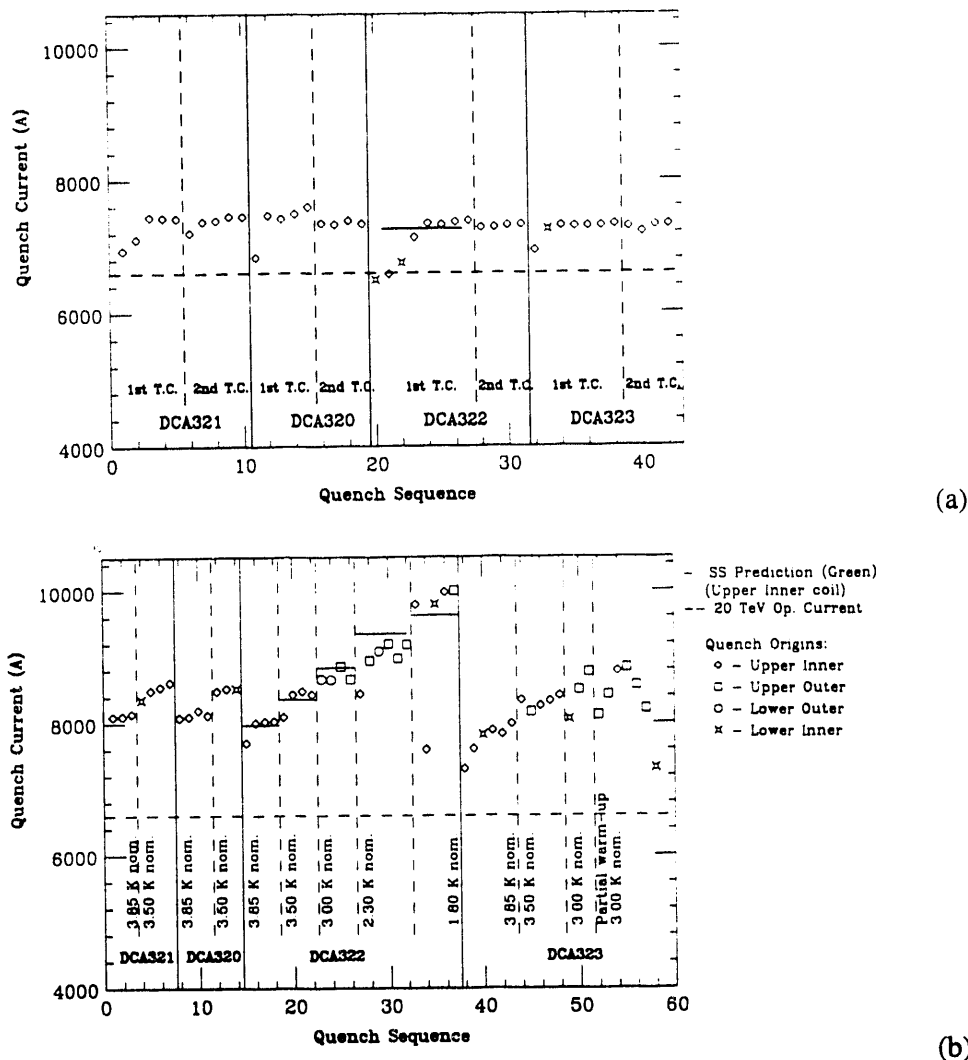 Quench Current (A)
10000
8000
6000
4000
1st T.C. 2nd T.C. 1st T.C. 2nd T.C. 1st T.C. 2nd T.C. 1st T.C. 2nd T.C.
DCA321 DCA320 DCA322 DCA323
0 10 20 30 40
Quench Sequence
(a)
Quench Current (A)
10000
8000
6000
4000
3.85 K nom.
3.50 K nom.
3.85 K nom.
3.50 K nom.
3.85 K nom.
3.50 K nom.
3.00 K nom.
2.30 K nom.
1 80 K nom.
3.85 K nom.
3.50 K nom.
3 00 K nom.
Partial warm-up
3 00 K nom.
DCA321 DCA320 DCA322 DCA323
0 10 20 30 40 50 60
Quench Sequence
– SS Prediction (Green)
(Upper Inner coil)
-- 20 TeV Op. Current
Quench Origins:
◇ – Upper Inner
□ – Upper Outer
○ – Lower Outer
¤ – Lower Inner
(b)